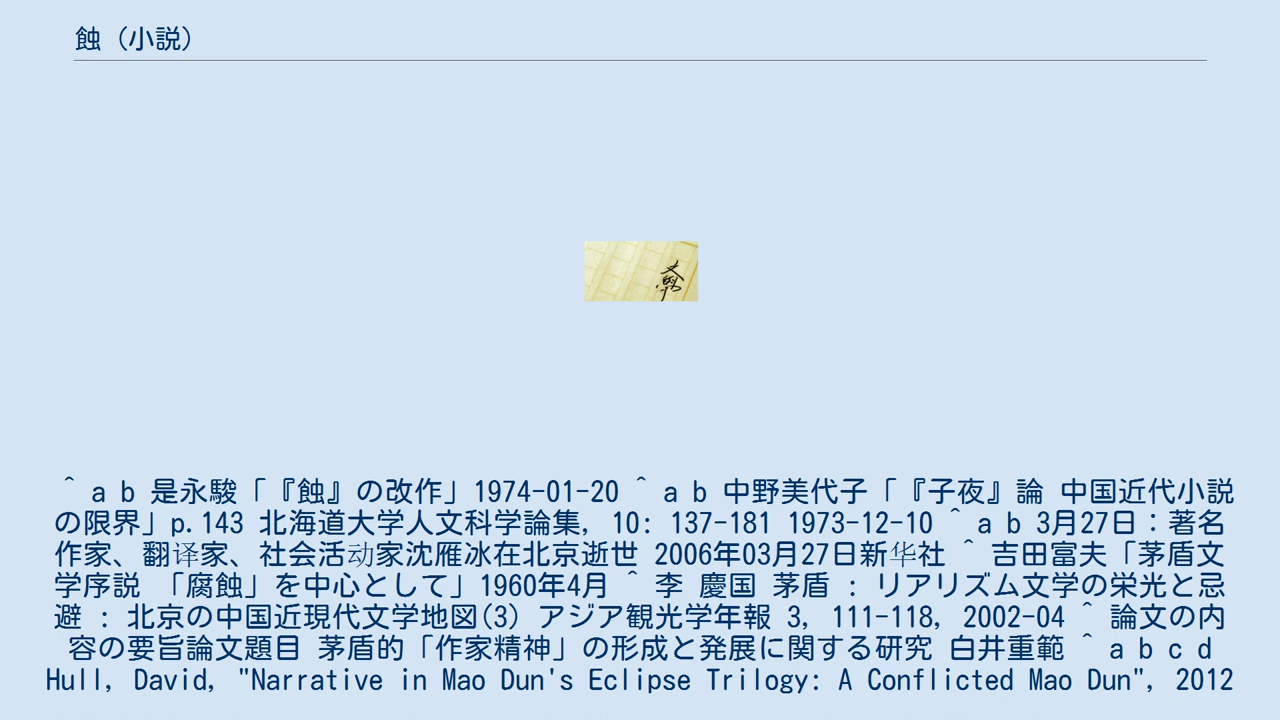 蝕（小説）
^ a b 是永駿「『蝕』の改作」1974-01-20 ^ a b 中野美代子「『子夜』論 中国近代小説
の限界」p.143 北海道大学人文科学論集, 10: 137-181 1973-12-10 ^ a b 3月27日：著名
作家、翻译家、社会活动家沈雁冰在北京逝世 2006年03月27日新华社 ^ 吉田富夫「茅盾文
学序説 「腐蝕」を中心として」1960年4月 ^ 李 慶国 茅盾 : リアリズム文学の栄光と忌
避 : 北京の中国近現代文学地図(3) アジア観光学年報 3, 111-118, 2002-04 ^ 論文の内
容の要旨論文題目 茅盾的「作家精神」の形成と発展に関する研究 白井重範 ^ a b c d
Hull, David, "Narrative in Mao Dun's Eclipse Trilogy: A Conflicted Mao Dun", 2012